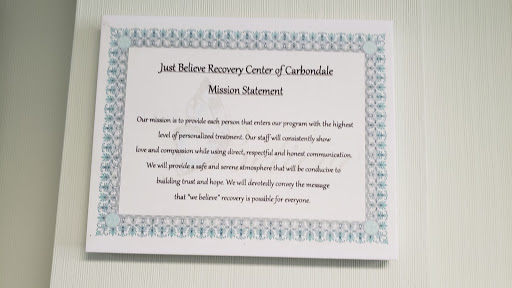 Just Believe Recovery Center of Carbondale
Mission Statement
Our mission is to provide each person that enters our program with the highest
level of personalized treatment. Our staff will consistently show
love and compassion while using direct, respectful and honest communication.
We will provide a safe and serene atmosphere that will be conducive to
building trust and hope. We will devotedly convey the message
that "we believe" recovery is possible for everyone.